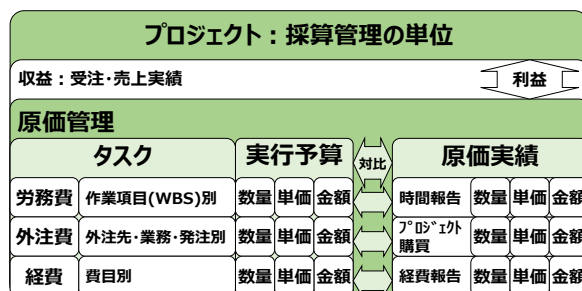 プロジェクト：採算管理の単位
収益：受注・売上実績 利益
原価管理
タスク 実行予算 対比 原価実績
労務費 作業項目(WBS)別 数量 単価 金額 時間報告 数量 単価 金額
外注費 外注先・業務・発注別 数量 単価 金額 ﾌﾟﾛｼﾞｪｸﾄ購買 数量 単価 金額
経費 費目別 数量 単価 金額 経費報告 数量 単価 金額